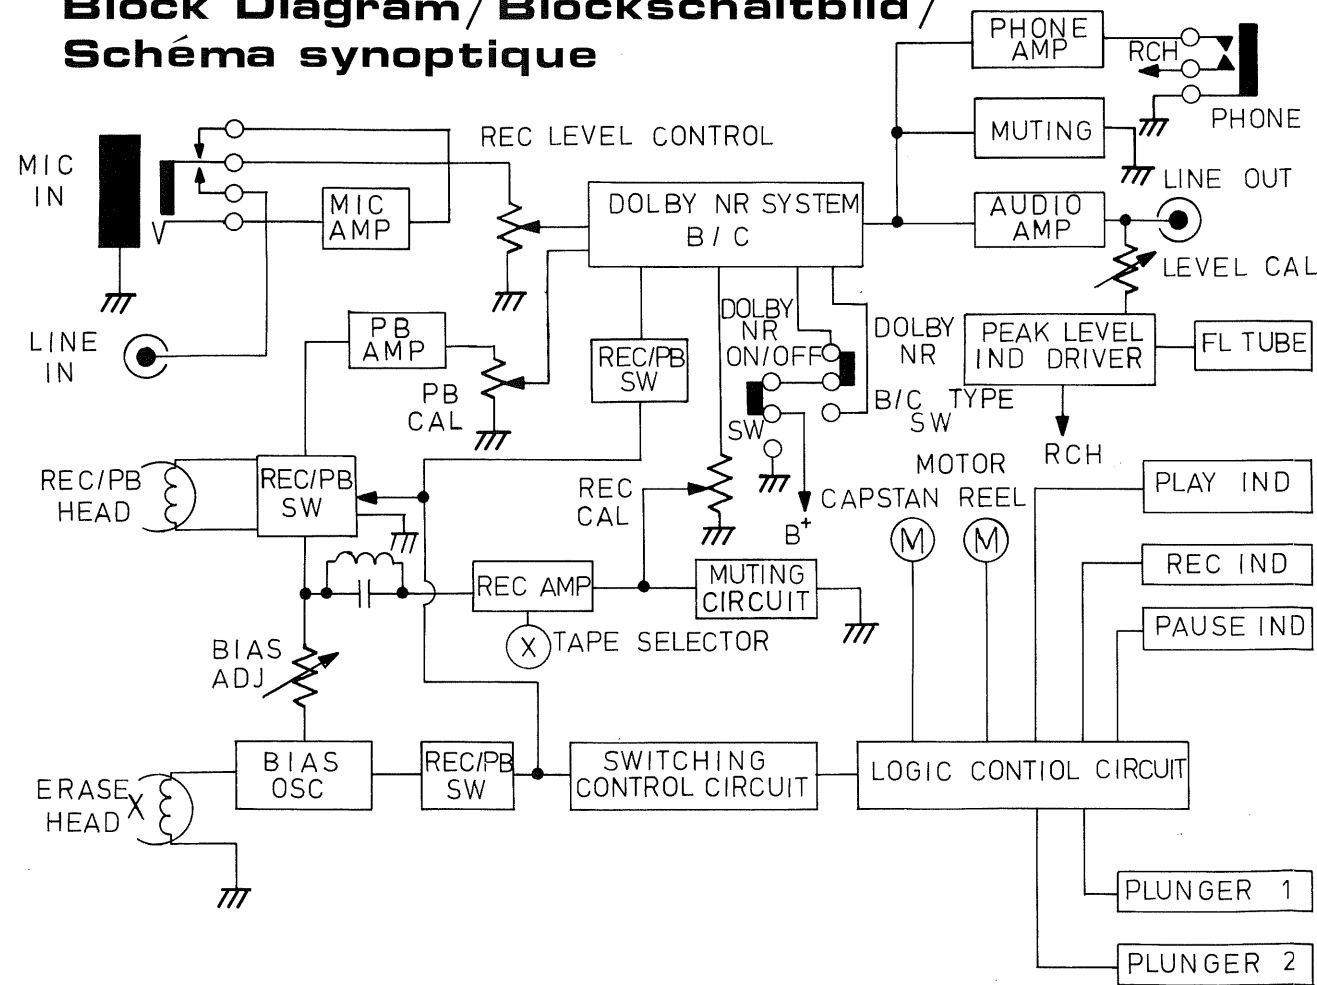 Block Diagram/Blockschaltbild/
Schéma synoptique
PHONE
AMP
RCH
PHONE
MUTING
LINE OUT
AUDIO
AMP
LEVEL CAL
MIC
IN
MIC
AMP
REC LEVEL CONTROL
DOLBY NR SYSTEM
B/C
LINE
IN
PB
AMP
PB
CAL
REC/PB
SW
DOLBY
NR
ON/OFF
SW
DOLBY
NR
B/C TYPE
SW
B+
PEAK LEVEL
IND DRIVER
FL TUBE
RCH
REC/PB
HEAD
REC/PB
SW
REC
CAL
MOTOR
CAPSTAN REEL
M
M
PLAY IND
REC IND
PAUSE IND
REC AMP
MUTING
CIRCUIT
X
TAPE SELECTOR
BIAS
ADJ
BIAS
OSC
REC/PB
SW
SWITCHING
CONTROL CIRCUIT
LOGIC CONTIOL CIRCUIT
ERASE
HEAD
X
PLUNGER 1
PLUNGER 2